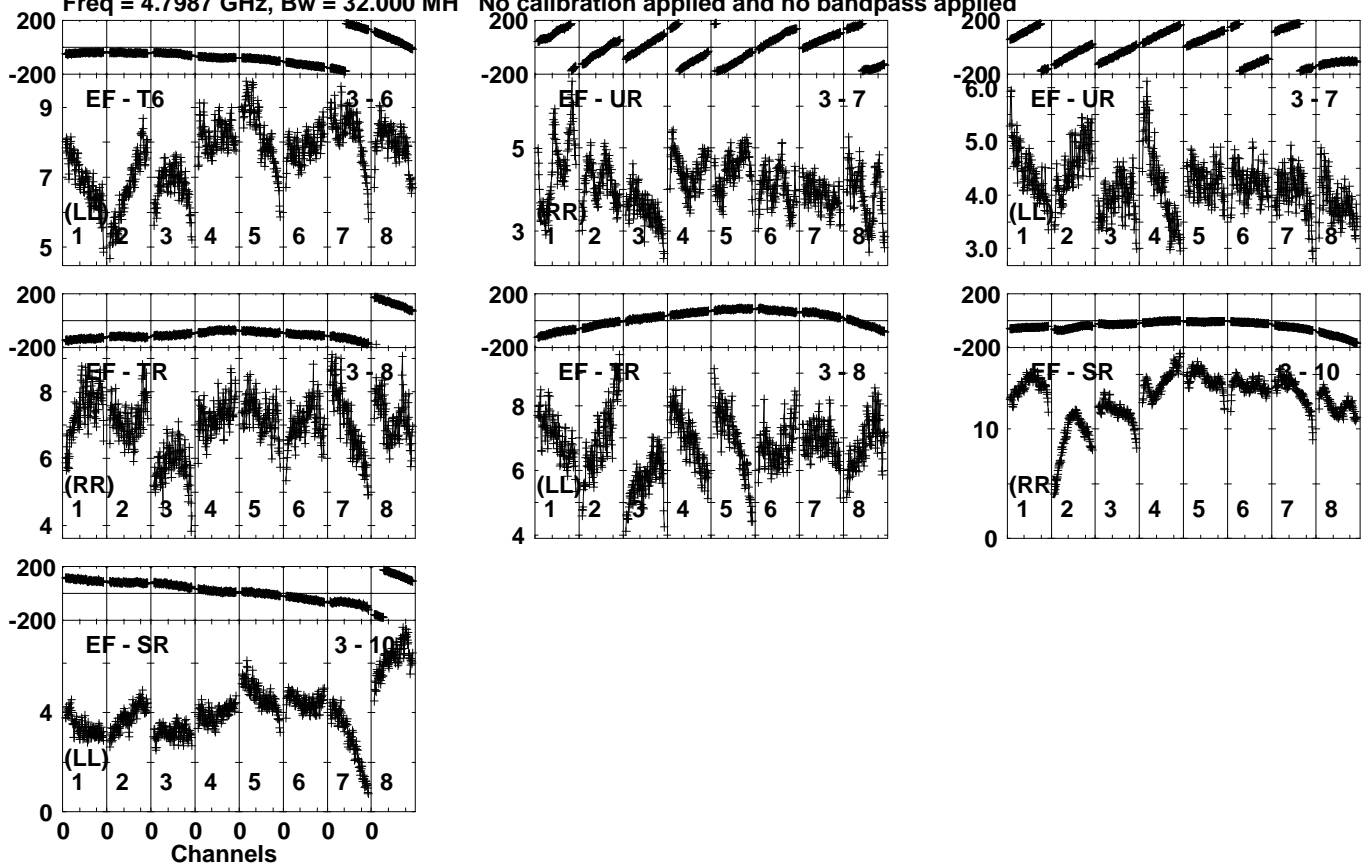 Freq = 4.7987 GHz, Bw = 32.000 MH No calibration applied and no bandpass applied
200
-200
9
7
5
EF - T6
3 - 6
(LL)
1 2 3 4 5 6 7 8
200
-200
5
3
EF - UR
3 - 7
(RR)
1 2 3 4 5 6 7 8
200
-200
6.0
5.0
4.0
3.0
EF - UR
3 - 7
(LL)
1 2 3 4 5 6 7 8
200
-200
8
6
4
EF - TR
3 - 8
(RR)
1 2 3 4 5 6 7 8
200
-200
8
6
4
EF - TR
3 - 8
(LL)
1 2 3 4 5 6 7 8
200
-200
10
0
EF - SR
3 - 10
(RR)
1 2 3 4 5 6 7 8
200
-200
4
0
EF - SR
3 - 10
(LL)
1 2 3 4 5 6 7 8
0 0 0 0 0 0 0 0
Channels